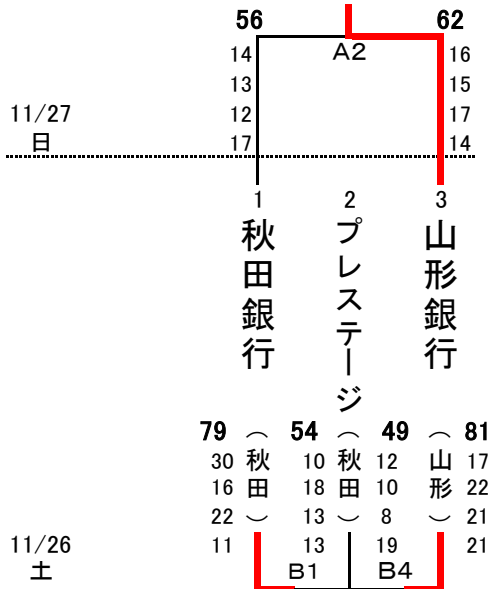 56 62
A2
14 16
13 15
11/27 12 17
日 17 14
1 2 3
秋田銀行
プレステージ
山形銀行
79 54 49 81
(秋田) (秋田) (山形)
30 10 12 17
16 18 10 22
22 13 8 21
11/26 11 13 19 21
土 B1 B4